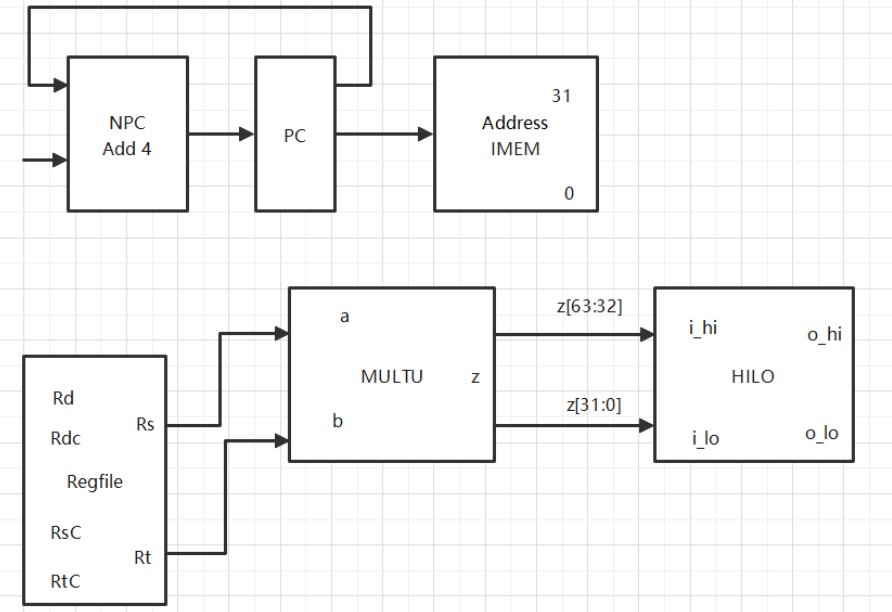 NPC
Add 4
PC
31
Address
IMEM
0
z[63:32]
a
i_hi
o_hi
MULTU
z
HILO
z[31:0]
b
i_lo
o_lo
Rd
Rs
Rdc
Regfile
RsC
Rt
RtC